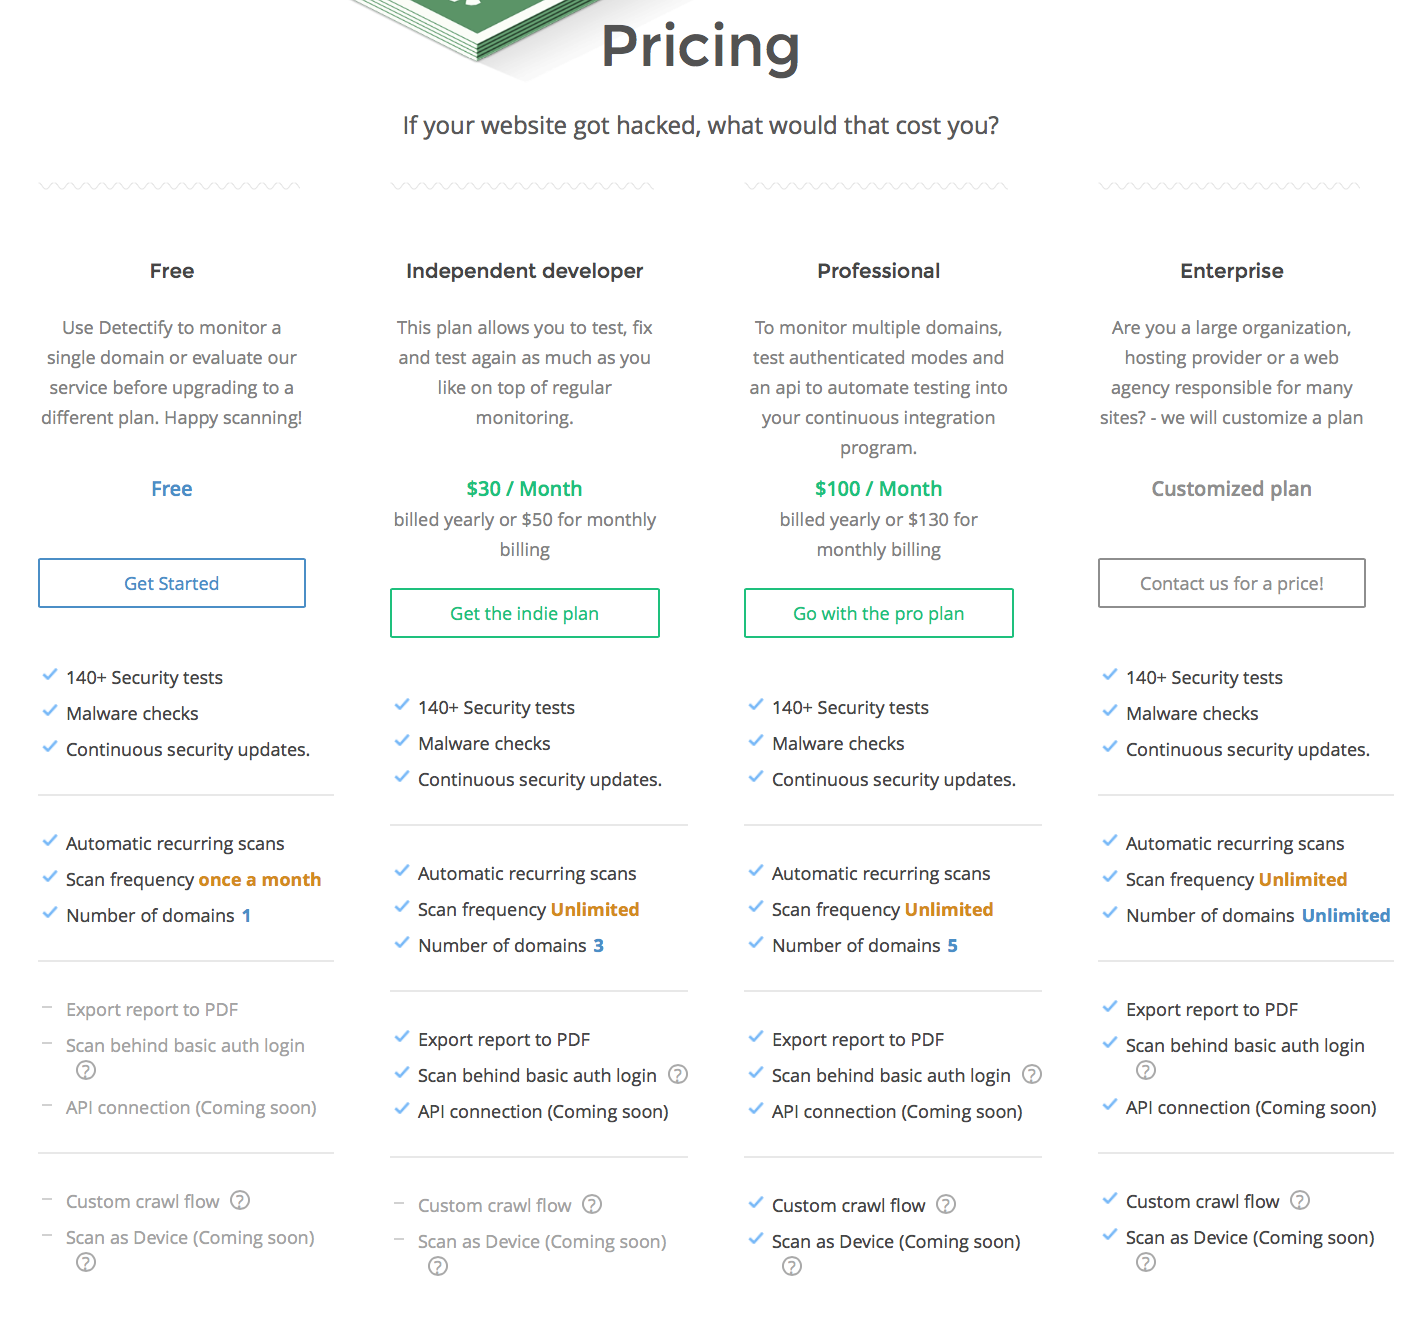 Pricing
If your website got hacked, what would that cost you?
Free
Use Detectify to monitor a
single domain or evaluate our
service before upgrading to a
different plan. Happy scanning!
Free
Get Started
140+ Security tests
Malware checks
Continuous security updates.
Automatic recurring scans
Scan frequency once a month
Number of domains 1
Export report to PDF
Scan behind basic auth login
?
API connection (Coming soon)
Custom crawl flow ?
Scan as Device (Coming soon)
?
Independent developer
This plan allows you to test, fix
and test again as much as you
like on top of regular
monitoring.
$30 / Month
billed yearly or $50 for monthly
billing
Get the indie plan
140+ Security tests
Malware checks
Continuous security updates.
Automatic recurring scans
Scan frequency Unlimited
Number of domains 3
Export report to PDF
Scan behind basic auth login ?
API connection (Coming soon)
Custom crawl flow ?
Scan as Device (Coming soon)
?
Professional
To monitor multiple domains,
test authenticated modes and
an api to automate testing into
your continuous integration
program.
$100 / Month
billed yearly or $130 for
monthly billing
Go with the pro plan
140+ Security tests
Malware checks
Continuous security updates.
Automatic recurring scans
Scan frequency Unlimited
Number of domains 5
Export report to PDF
Scan behind basic auth login ?
API connection (Coming soon)
Custom crawl flow ?
Scan as Device (Coming soon)
?
Enterprise
Are you a large organization,
hosting provider or a web
agency responsible for many
sites? - we will customize a plan
Customized plan
Contact us for a price!
140+ Security tests
Malware checks
Continuous security updates.
Automatic recurring scans
Scan frequency Unlimited
Number of domains Unlimited
Export report to PDF
Scan behind basic auth login
?
API connection (Coming soon)
Custom crawl flow ?
Scan as Device (Coming soon)
?